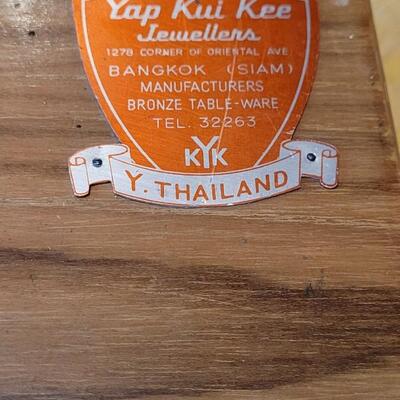 Yap Kui Kee
Jewellers
1278 CORNER OF ORIENTAL AVE
BANGKOK (SIAM)
MANUFACTURERS
BRONZE TABLE-WARE
TEL. 32263
KYK
Y. THAILAND